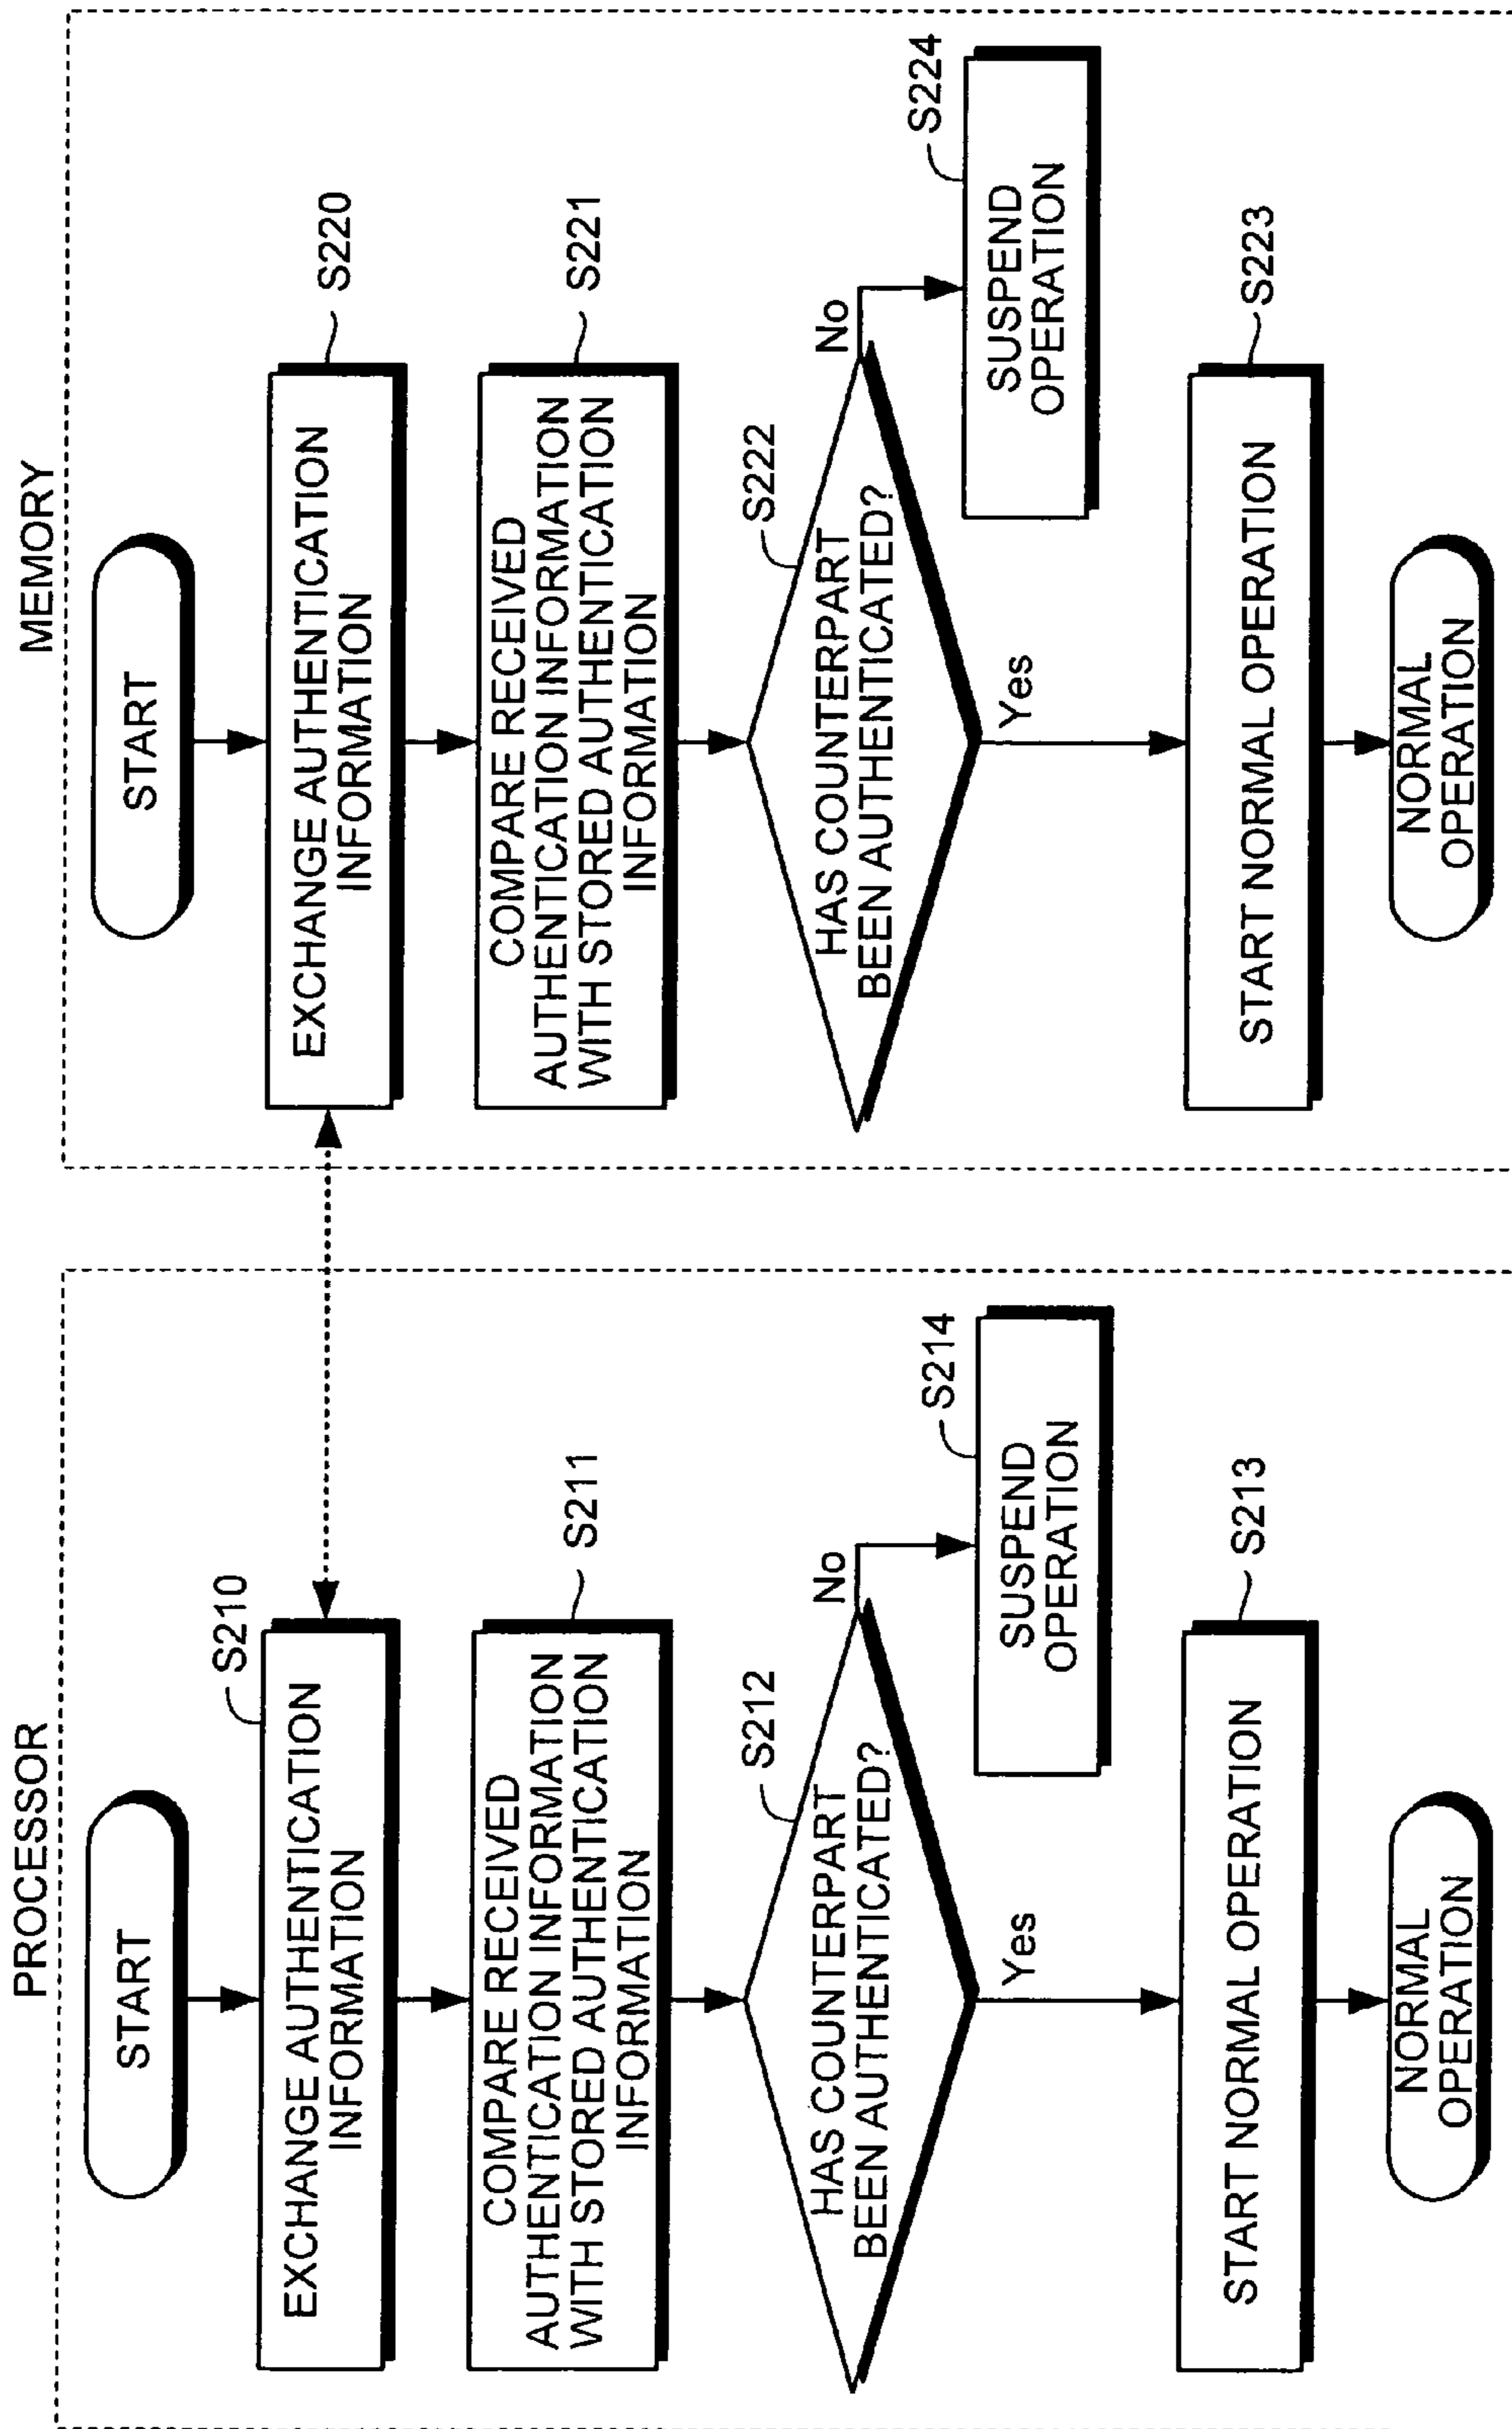 PROCESSOR
START
S210
EXCHANGE AUTHENTICATION
INFORMATION
S211
COMPARE RECEIVED
AUTHENTICATION INFORMATION
WITH STORED AUTHENTICATION
INFORMATION
S212
HAS COUNTERPART
BEEN AUTHENTICATED?
No
Yes
S214
SUSPEND
OPERATION
S213
START NORMAL OPERATION
NORMAL
OPERATION
MEMORY
START
S220
EXCHANGE AUTHENTICATION
INFORMATION
S221
COMPARE RECEIVED
AUTHENTICATION INFORMATION
WITH STORED AUTHENTICATION
INFORMATION
S222
HAS COUNTERPART
BEEN AUTHENTICATED?
No
Yes
S224
SUSPEND
OPERATION
S223
START NORMAL OPERATION
NORMAL
OPERATION